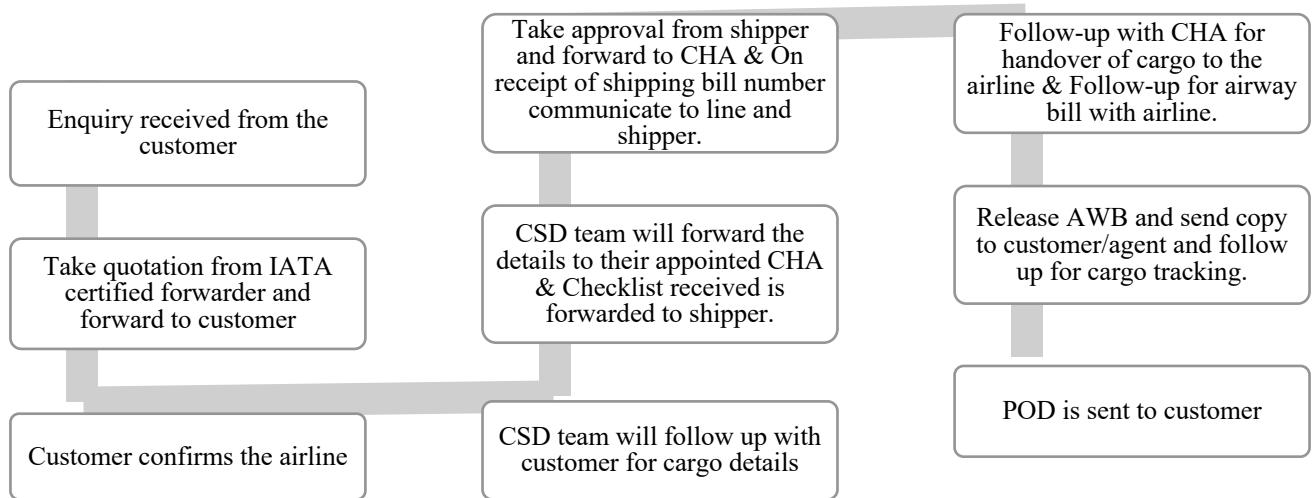 Enquiry received from the
customer
Take quotation from IATA
certified forwarder and
forward to customer
Customer confirms the airline
CSD team will follow up with
customer for cargo details
CSD team will forward the
details to their appointed CHA
& Checklist received is
forwarded to shipper.
Take approval from shipper
and forward to CHA & On
receipt of shipping bill number
communicate to line and
shipper.
Follow-up with CHA for
handover of cargo to the
airline & Follow-up for airway
bill with airline.
Release AWB and send copy
to customer/agent and follow
up for cargo tracking.
POD is sent to customer